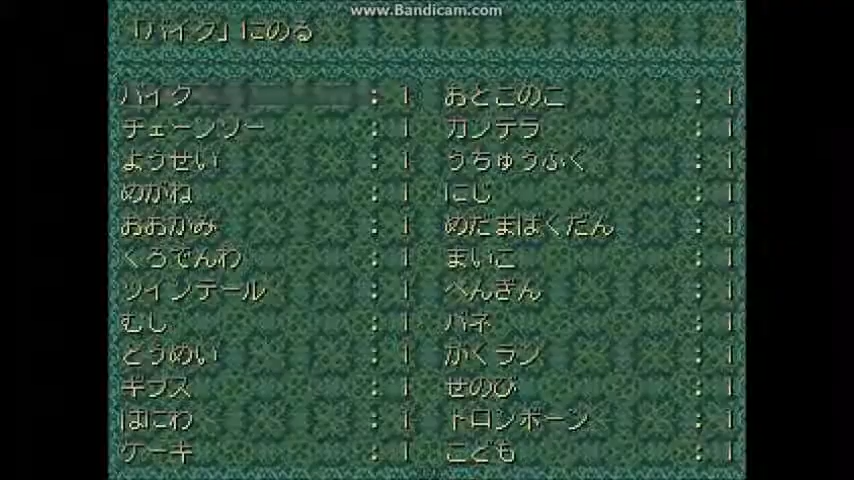 www.Bandicam.com
「バイク」にのる
バイク : 1 おとこのこ : 1
チェーンソー : 1 カンテラ : 1
ようせい : 1 うちゅうふく : 1
めがね : 1 にじ : 1
おおかみ : 1 めだまばくだん : 1
くろでんわ : 1 まいこ : 1
ツインテール : 1 ぺんぎん : 1
むし : 1 バネ : 1
どうめい : 1 がくラン : 1
ギプス : 1 せのび : 1
はにわ : 1 トロンボーン : 1
ケーキ : 1 こども : 1